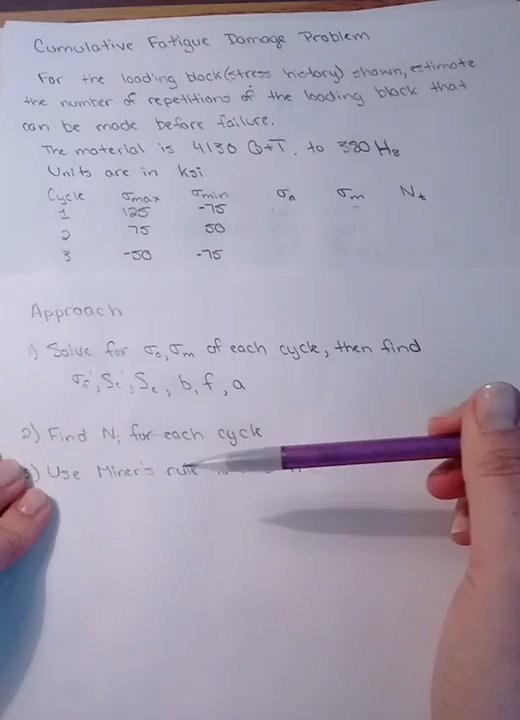 Cumulative Fatigue Damage Problem
For the loading block (stress history) shown, estimate
the number of repetitions of the loading block that
can be made before failure.
The material is 4130 Q+T. to 380 HB
Units are in ksi
Cycle σmax σmin σa σm Nt
1 125 -75
2 75 50
3 -50 -75
Approach
1) Solve for σa, σm of each cycle, then find
σf', Se', Se, b, f, a
2) Find Ni for each cycle
) Use Miner's rule